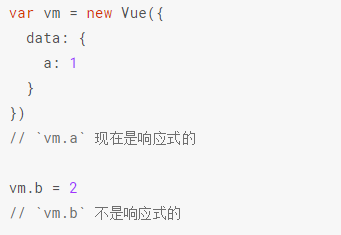 var vm = new Vue({
  data: {
    a: 1
  }
})
// `vm.a` 现在是响应式的

vm.b = 2
// `vm.b` 不是响应式的